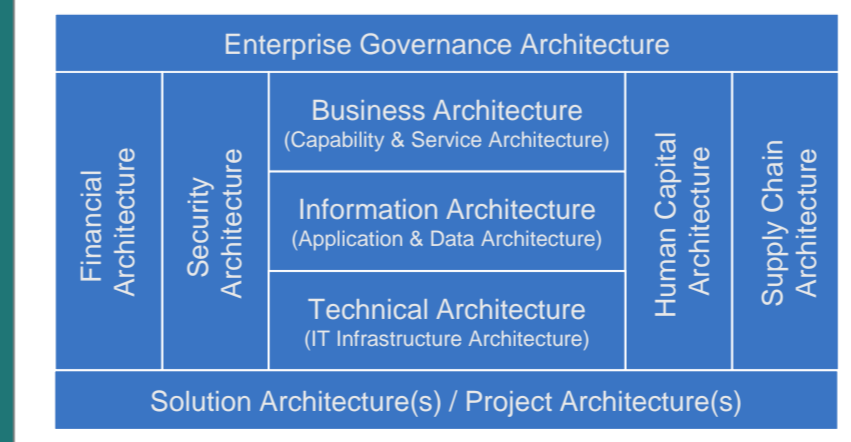 Enterprise Governance Architecture
Financial
Architecture
Security
Architecture
Business Architecture
(Capability & Service Architecture)
Information Architecture
(Application & Data Architecture)
Technical Architecture
(IT Infrastructure Architecture)
Human Capital
Architecture
Supply Chain
Architecture
Solution Architecture(s) / Project Architecture(s)